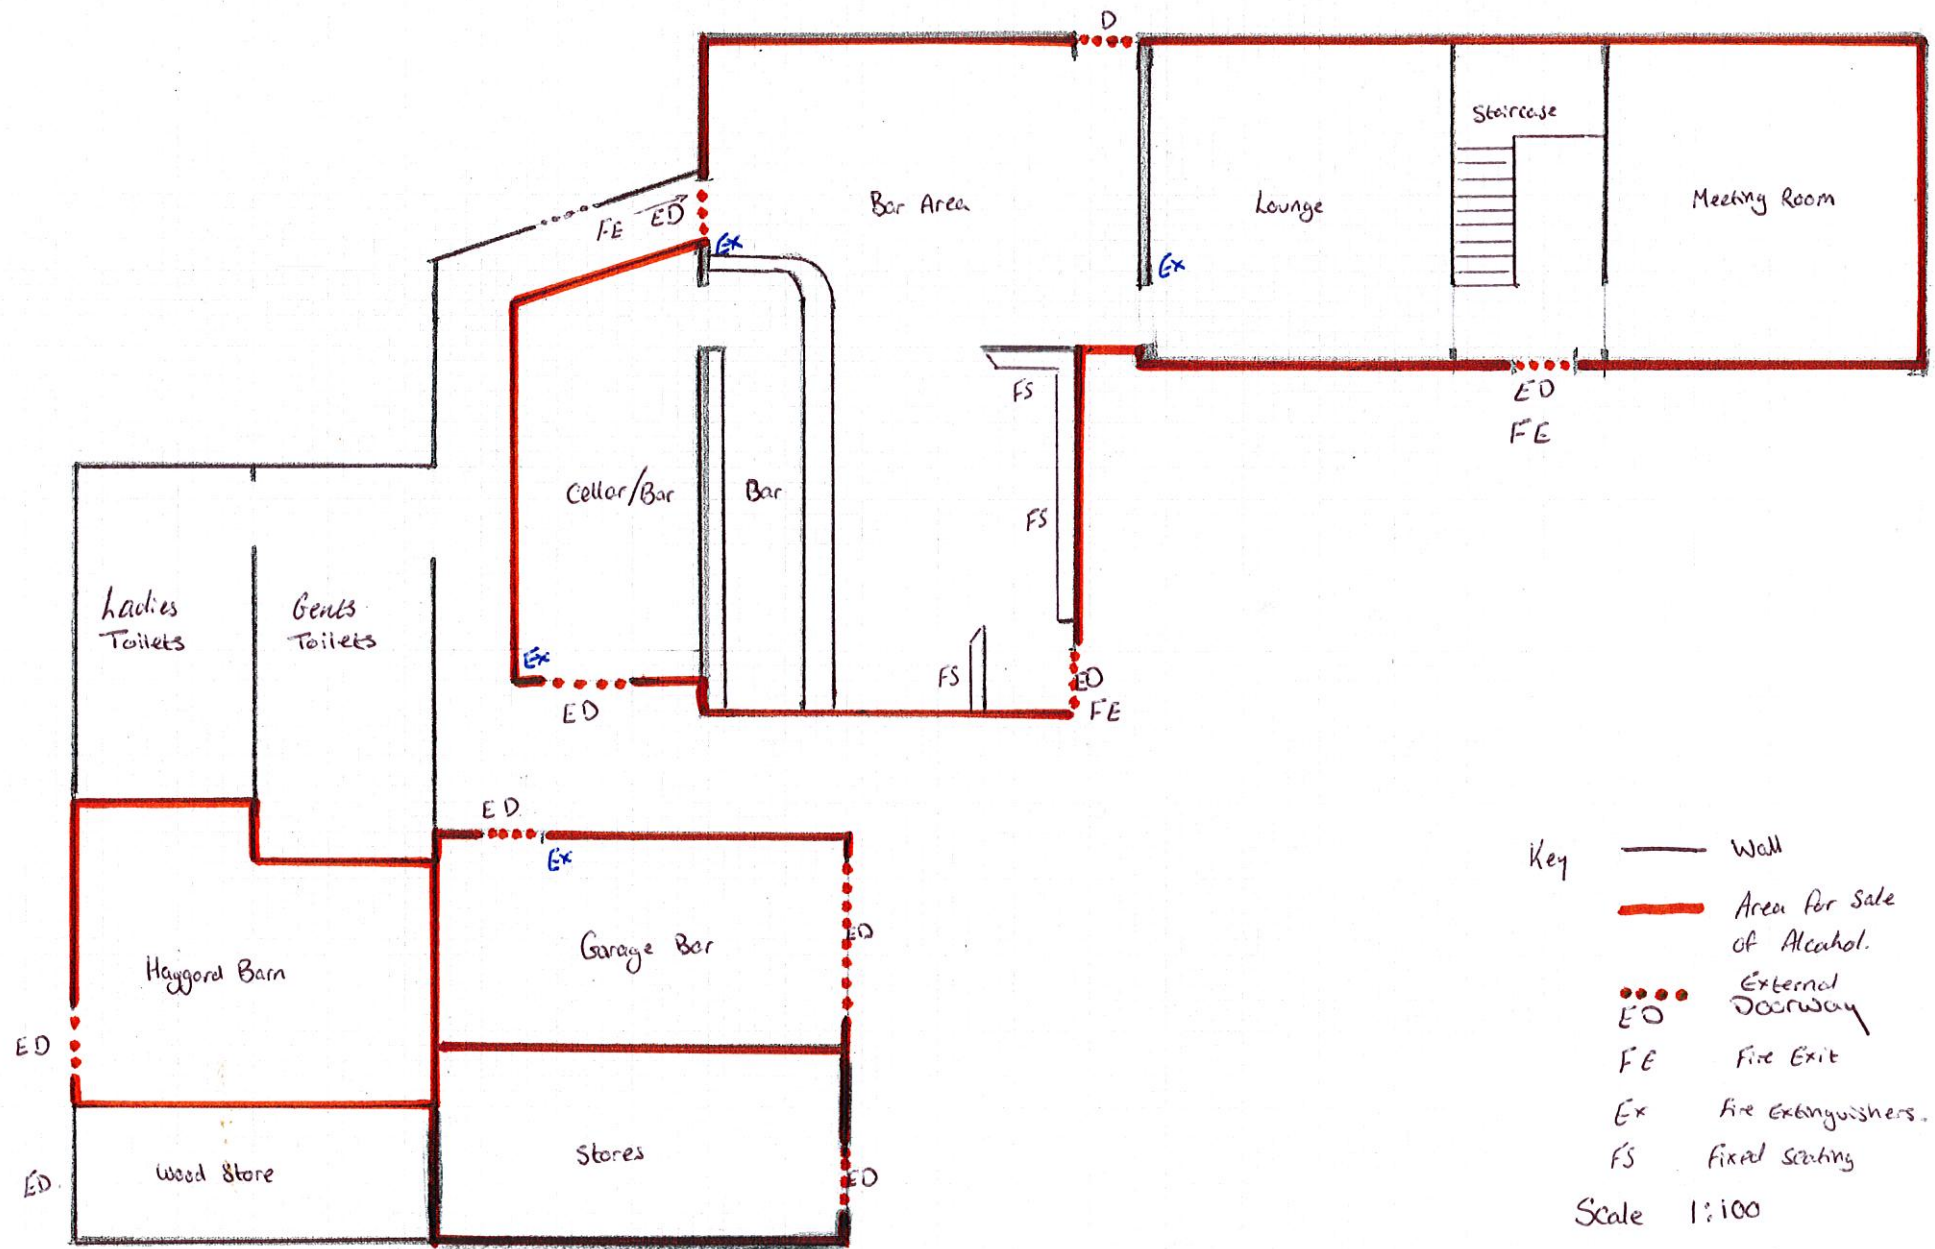 D
Staircase
Bar Area
Lounge
Meeting Room
FE
ED
Ex
Ex
FS
ED
FE
Cellar/Bar
Bar
FS
Ladies
Toilets
Gents
Toilets
Ex
FS
ED
ED
FE
ED
Ex
Garage Bar
ED
Haggard Barn
ED
Wood Store
ED.
Stores
ED
Key
Wall
Area for Sale
of Alcahol.
External
ED Doorway
FE Fire Exit
Ex Fire Extinguishers.
FS Fixed Seating
Scale 1:100